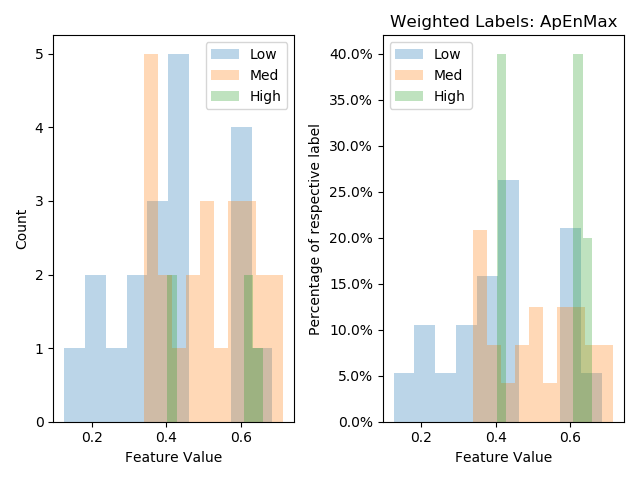 Low
Med
High
5
4
3
2
1
0
Count
0.2
0.4
0.6
Feature Value
Weighted Labels: ApEnMax
Low
Med
High
40.0%
35.0%
30.0%
25.0%
20.0%
15.0%
10.0%
5.0%
0.0%
Percentage of respective label
0.2
0.4
0.6
Feature Value